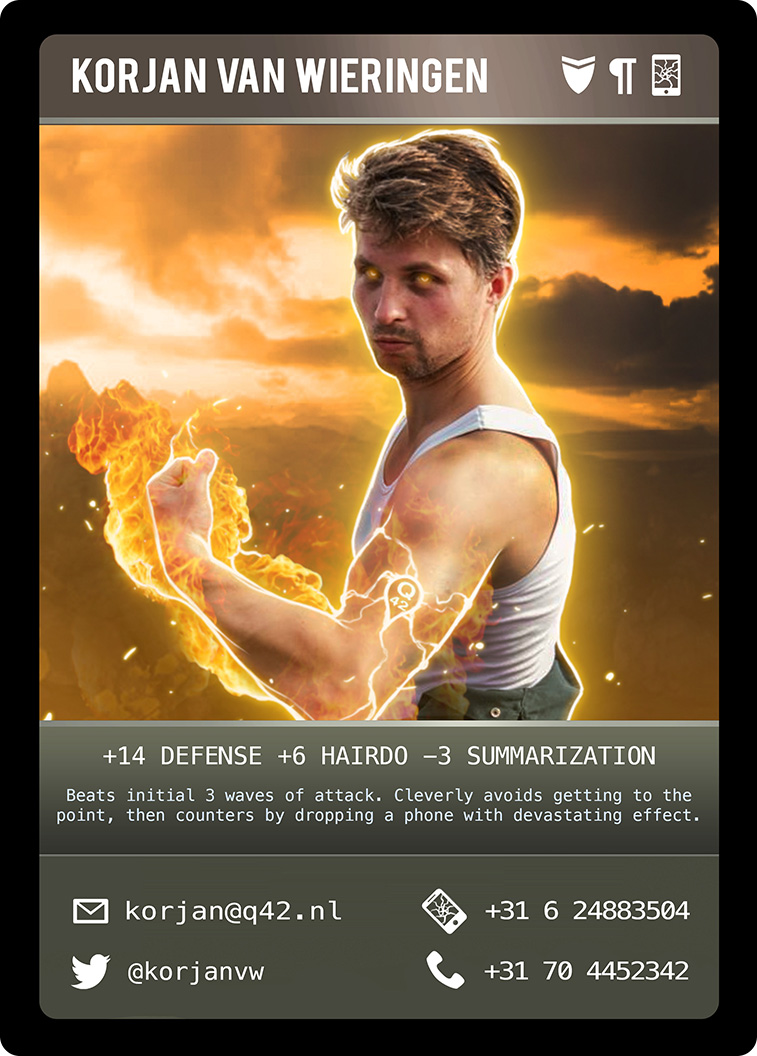 KORJAN VAN WIERINGEN ¶
Q
42
+14 DEFENSE +6 HAIRDO −3 SUMMARIZATION
Beats initial 3 waves of attack. Cleverly avoids getting to the
point, then counters by dropping a phone with devastating effect.
korjan@q42.nl
+31 6 24883504
@korjanvw
+31 70 4452342